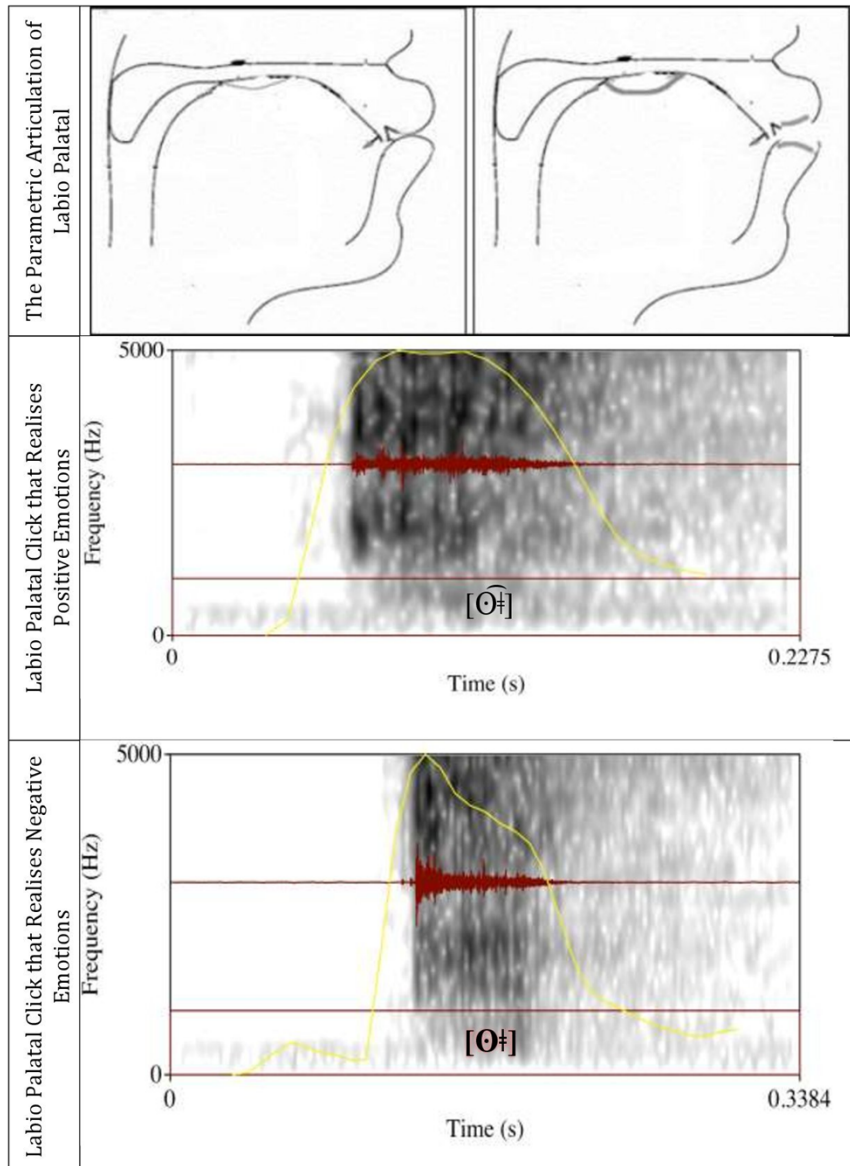 The Parametric Articulation of
Labio Palatal
Labio Palatal Click that Realises
Positive Emotions
5000
Frequency (Hz)
0
[ʘ͡ǂ]
0
0.2275
Time (s)
Labio Palatal Click that Realises Negative
Emotions
5000
Frequency (Hz)
0
[ʘǂ]
0
0.3384
Time (s)